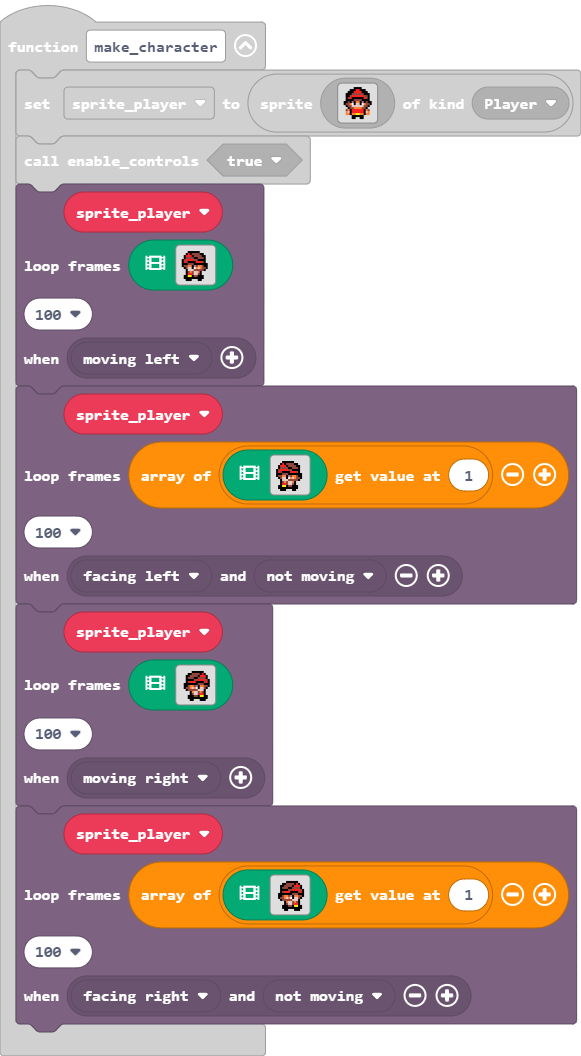 function make_character
set sprite_player to sprite of kind Player
call enable_controls true
sprite_player
loop frames
100
when moving left
sprite_player
loop frames array of get value at 1
100
when facing left and not moving
sprite_player
loop frames
100
when moving right
sprite_player
loop frames array of get value at 1
100
when facing right and not moving